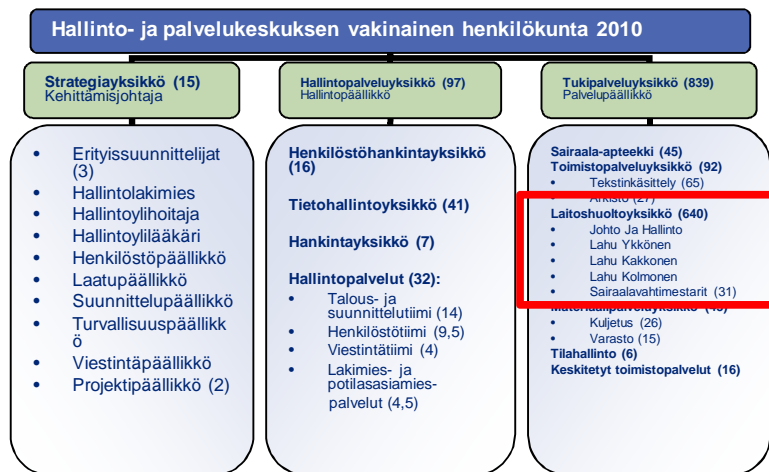 Hallinto- ja palvelukeskuksen vakinainen henkilökunta 2010
Strategiayksikkö (15)
Kehittämisjohtaja
• Erityissuunnittelijat
(3)
• Hallintolakimies
• Hallintoylihoitaja
• Hallintoylilääkäri
• Henkilöstöpäällikkö
• Laatupäällikkö
• Suunnittelupäällikkö
• Turvallisuuspäällikk
ö
• Viestintäpäällikkö
• Projektipäällikkö (2)
Hallintopalveluyksikkö (97)
Hallintopäällikkö
Henkilöstöhankintayksikkö
(16)
Tietohallintoyksikkö (41)
Hankintayksikkö (7)
Hallintopalvelut (32):
• Talous- ja
suunnittelutiimi (14)
• Henkilöstötiimi (9,5)
• Viestintätiimi (4)
• Lakimies- ja
potilasasiamies-
palvelut (4,5)
Tukipalveluyksikkö (839)
Palvelupäällikkö
Sairaala-apteekki (45)
Toimistopalveluyksikkö (92)
• Tekstinkäsittely (65)
• Arkisto (27)
Laitoshuoltoyksikkö (640)
• Johto Ja Hallinto
• Lahu Ykkönen
• Lahu Kakkonen
• Lahu Kolmonen
• Sairaalavahtimestarit (31)
• Kuljetus (26)
• Varasto (15)
Tilahallinto (6)
Keskitetyt toimistopalvelut (16)